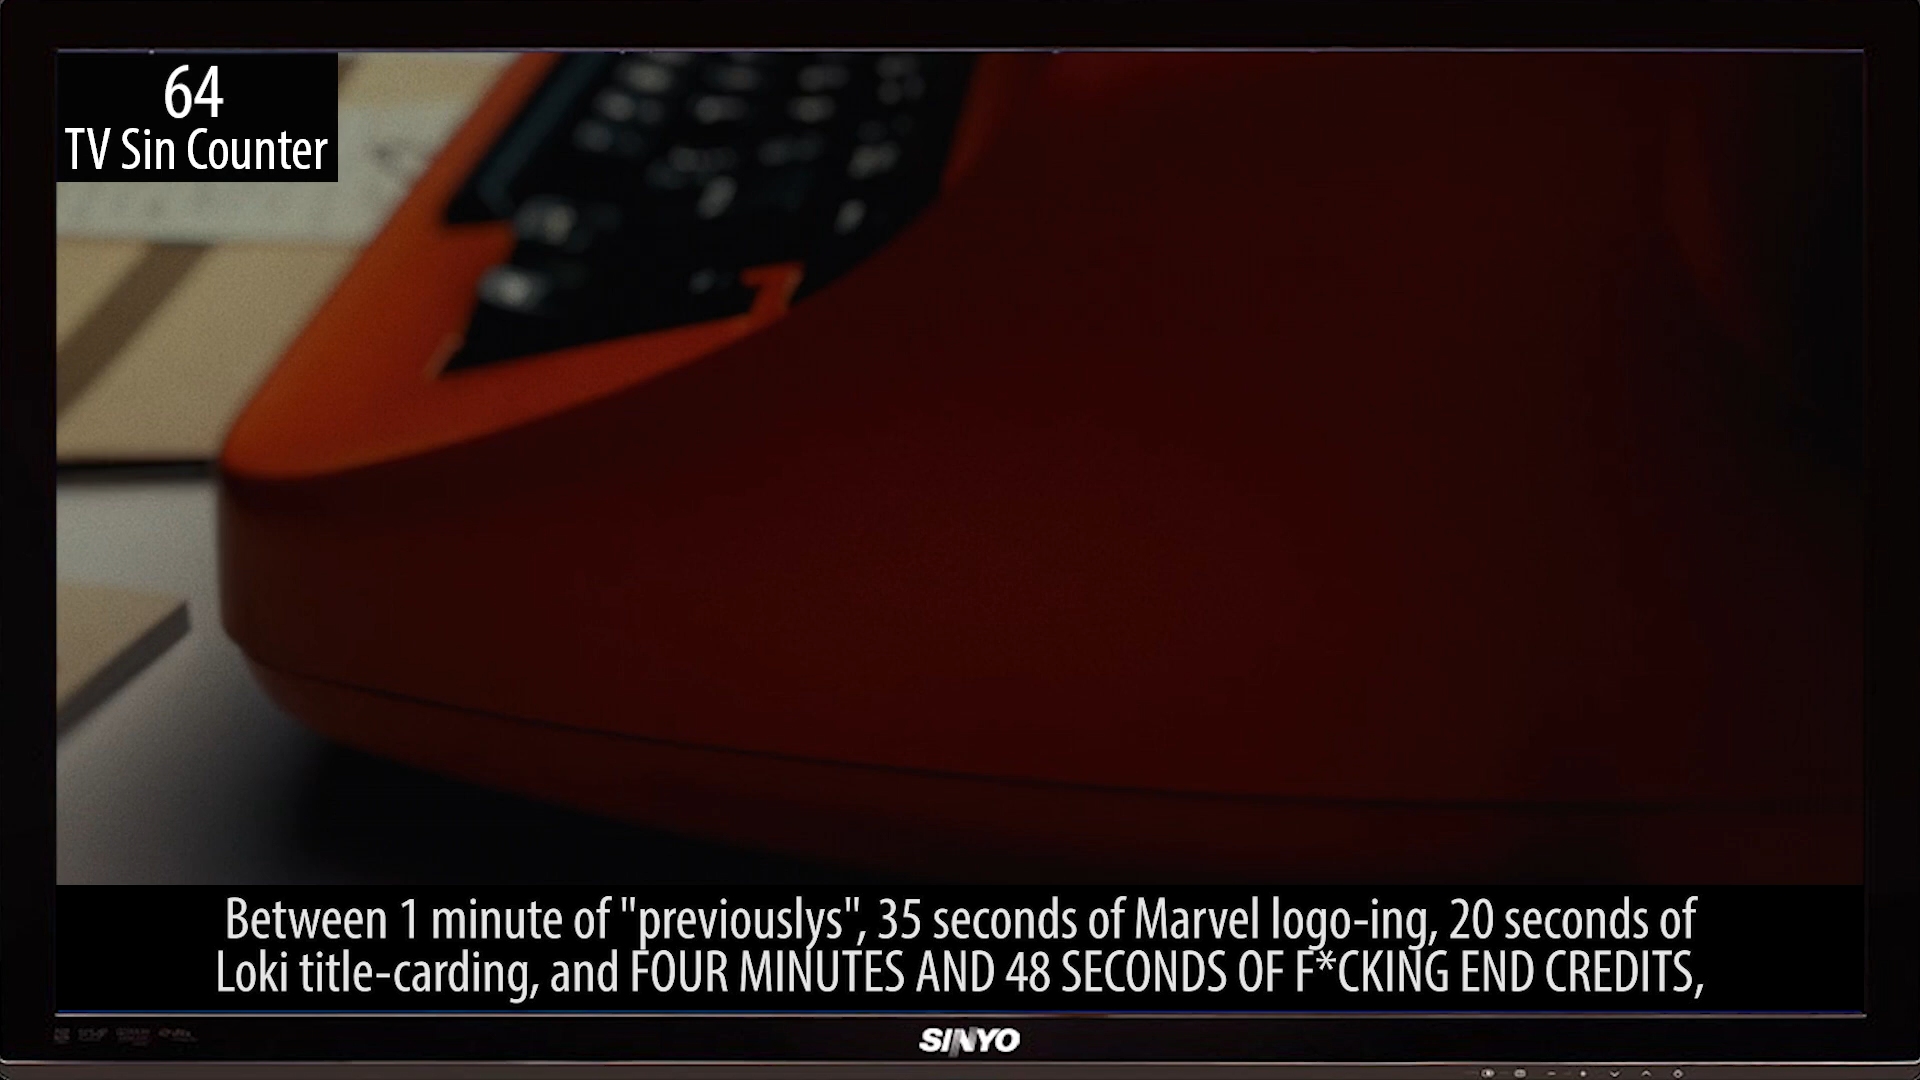 64
TV Sin Counter
Between 1 minute of "previouslys", 35 seconds of Marvel logo-ing, 20 seconds of
Loki title-carding, and FOUR MINUTES AND 48 SECONDS OF F*CKING END CREDITS,
SINYO